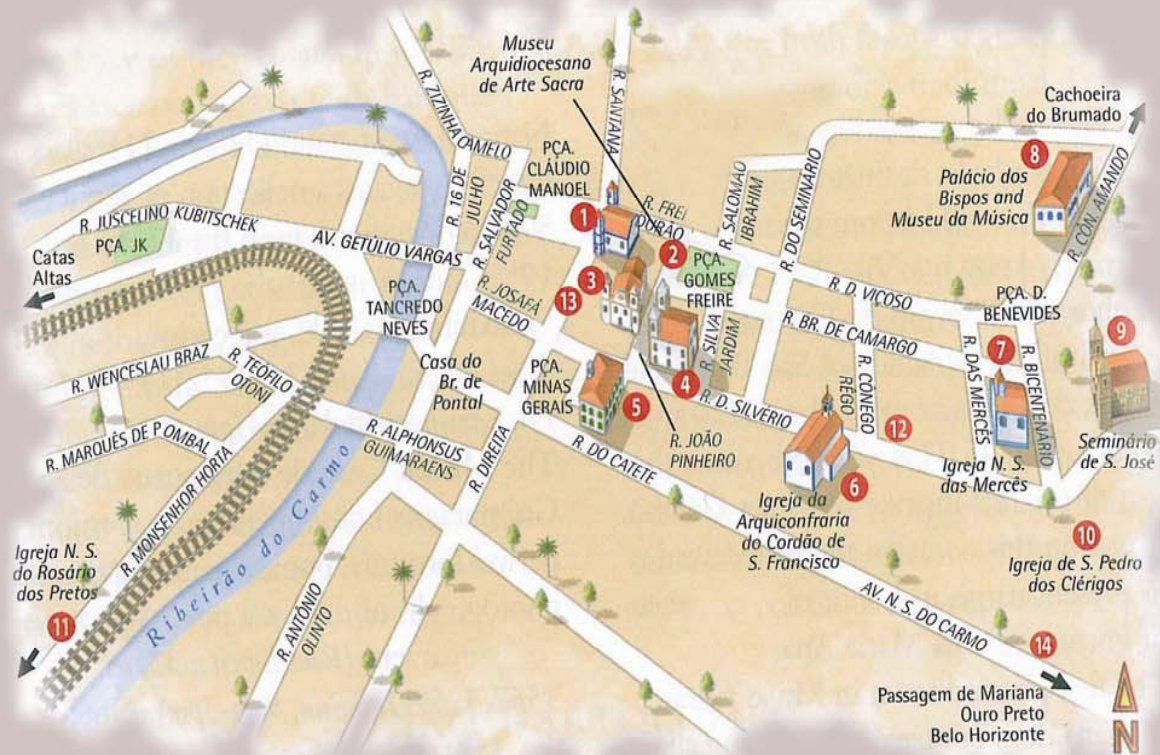 Museu
Arquidiocesano
de Arte Sacra
R. ZIZINHA CAMELO
R. SANTANA
PÇA.
CLÁUDIO
MANOEL
R. 16 DE
JULHO
R. SALVADOR
FURTADO
1
R. FREI
DURÃO
2
PÇA.
GOMES
FREIRE
R. SALOMÃO
IBRAHIM
R. DO SEMINÁRIO
Cachoeira
do Brumado
8
Palácio dos
Bispos and
Museu da Música
R. CÔN. AMANDO
R. JUSCELINO KUBITSCHEK
PÇA. JK
AV. GETÚLIO VARGAS
Catas
Altas
PÇA.
TANCREDO
NEVES
R. JOSAFÁ
MACEDO
13
3
R. D. VICOSO
PÇA. D.
BENEVIDES
R. BR. DE CAMARGO
R. SILVA
JARDIM
4
R. WENCESLAU BRAZ
R. TEOFILO
OTONI
Casa do
Br. de
Pontal
PÇA.
MINAS
GERAIS
5
R. D. SILVERIO
R. CÔNEGO
REGO
R. DAS MERCÊS
7
R. BICENTENÁRIO
9
Seminário
de S. José
R. MARQUÈS DE POMBAL
R. MONSENHOR HORTA
R. ALPHONSUS
GUIMARAENS
R. DIREITA
R. DO CATETE
R. JOÃO
PINHEIRO
12
6
Igreja da
Arquiconfraria
do Cordão de
S. Francisco
Igreja N. S.
das Mercês
10
Igreja de S. Pedro
dos Clérigos
Igreja N. S.
do Rosário
dos Pretos
11
Ribeirão do Carmo
R. ANTÔNIO
OLINTO
AV. N. S. DO CARMO
14
Passagem de Mariana
Ouro Preto
Belo Horizonte
N